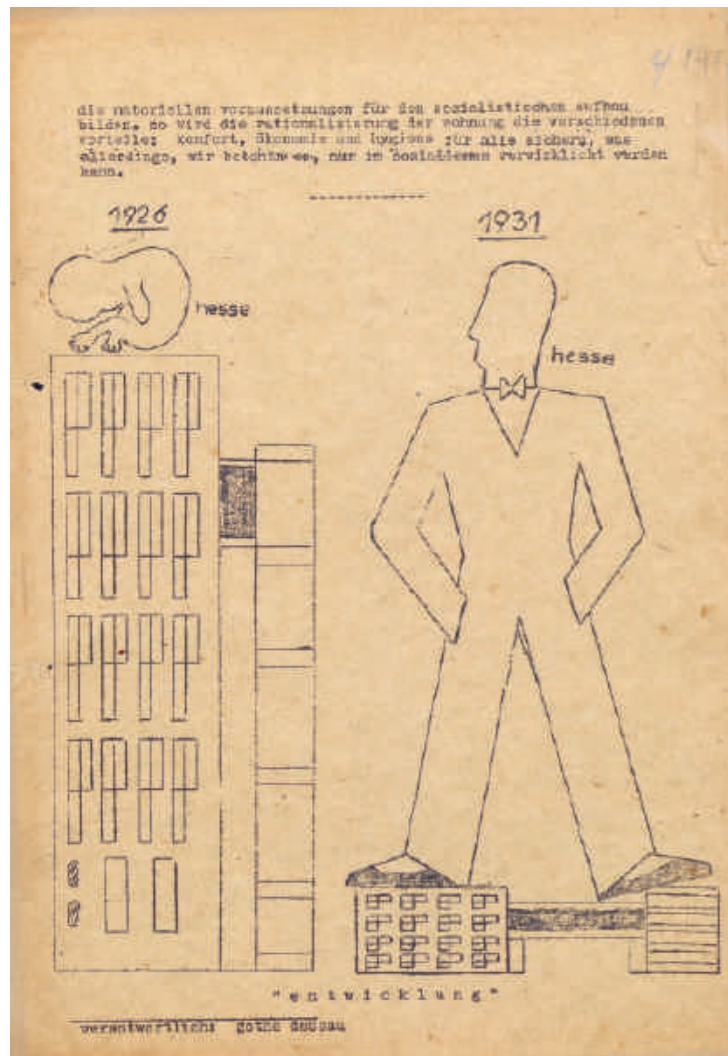 die materiellen voraussetzungen für den sozialistischen aufbau
bilden. so wird die rationalisierung der wohnung die verschiedenen
vorteile: komfort, ökonomie und hygiene für alle sichern, was
allerdings, wir betonen es, nur im sozialismus verwirklicht werden
kann.
1926
1931
hesse
hesse
"entwicklung"
verantwortlich: gothe dessau